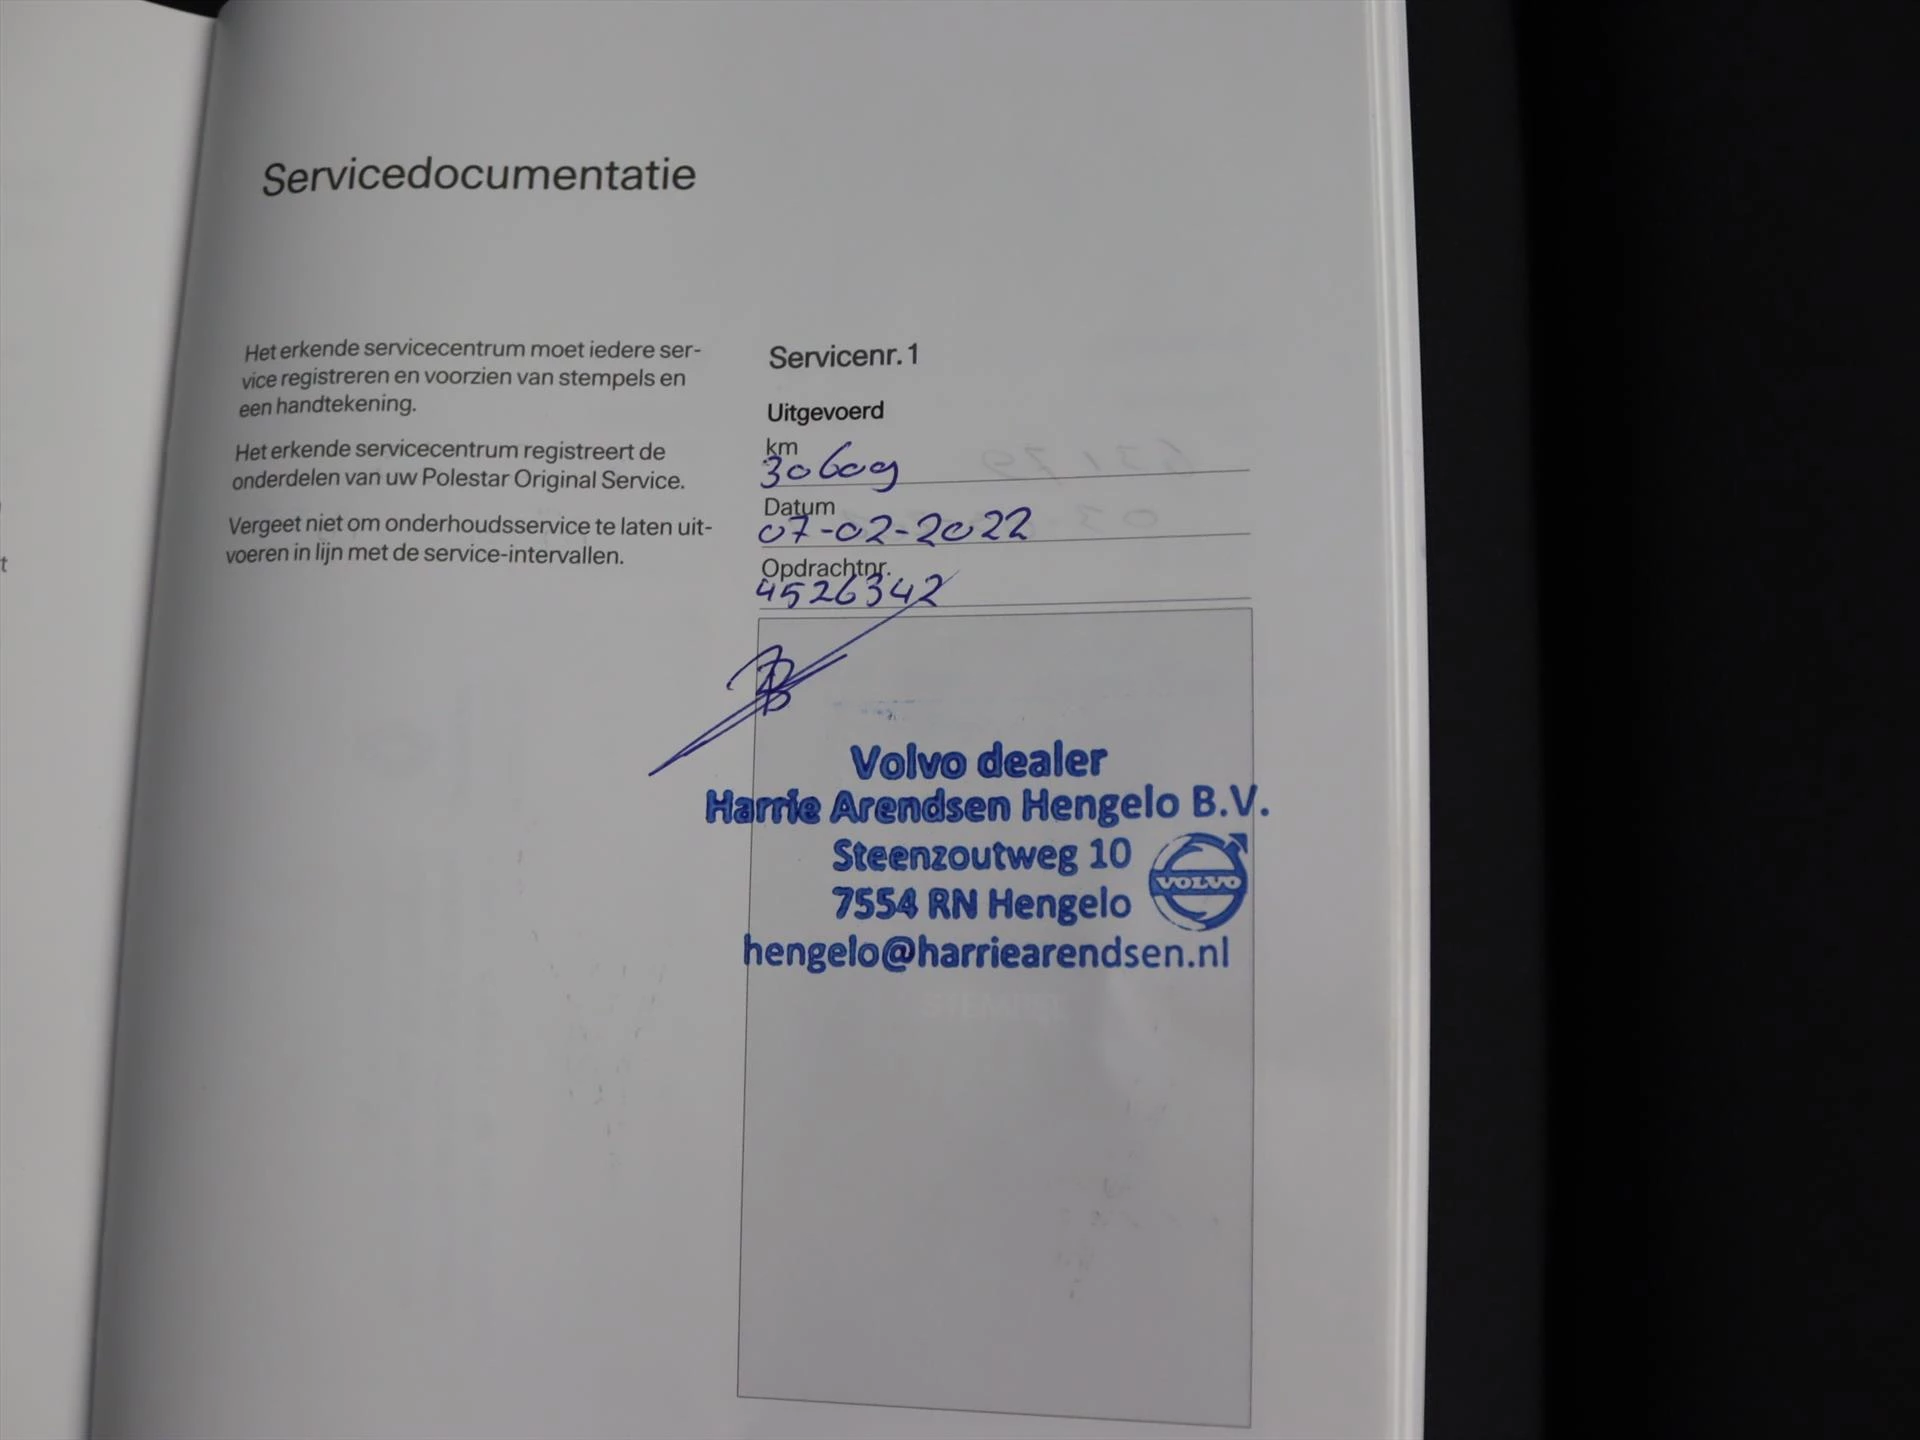 Servicedocumentatie
Het erkende servicecentrum moet iedere ser-
vice registreren en voorzien van stempels en
een handtekening.
Het erkende servicecentrum registreert de
onderdelen van uw Polestar Original Service.
Vergeet niet om onderhoudsservice te laten uit-
voeren in lijn met de service-intervallen.
t
Servicenr. 1
Uitgevoerd
km
30609
Datum
07-02-2022
Opdrachtnr.
4526342
Volvo dealer
Harrie Arendsen Hengelo B.V.
Steenzoutweg 10
7554 RN Hengelo
VOLVO
hengelo@harriearendsen.nl